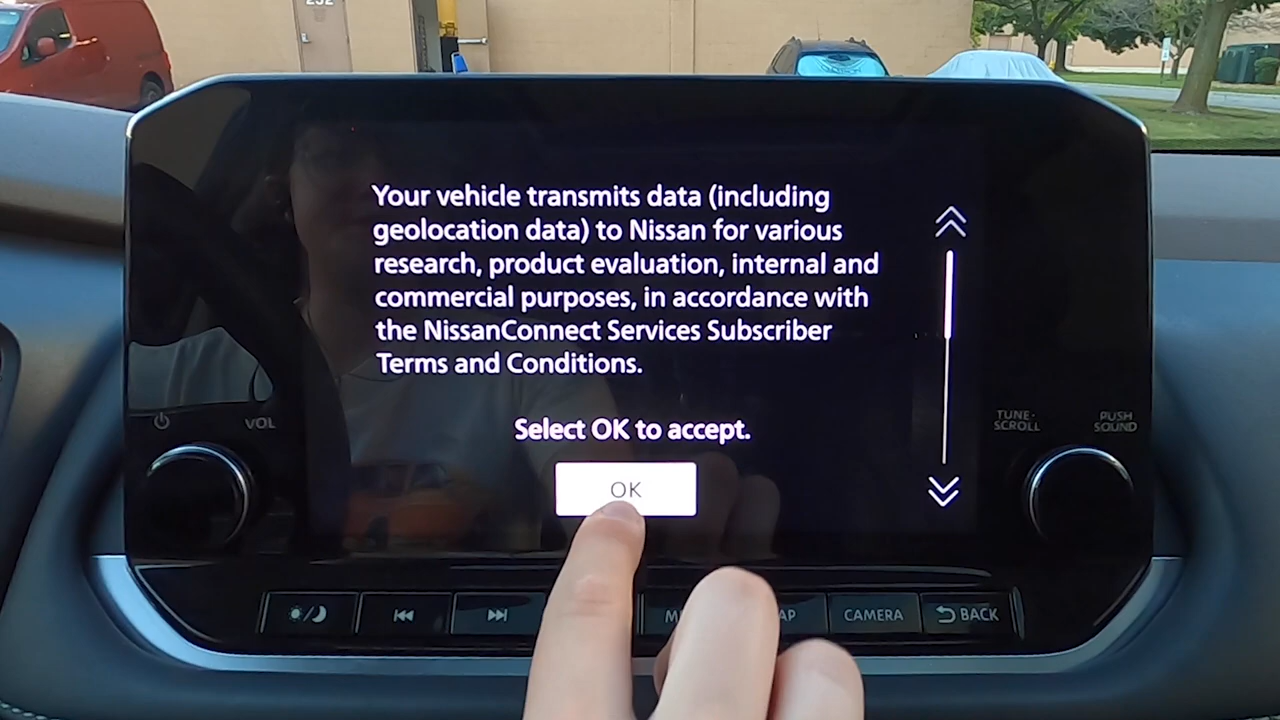 252
Your vehicle transmits data (including
geolocation data) to Nissan for various
research, product evaluation, internal and
commercial purposes, in accordance with
the NissanConnect Services Subscriber
Terms and Conditions.
Select OK to accept.
OK
VOL
TUNE·
SCROLL
PUSH
SOUND
CAMERA
BACK